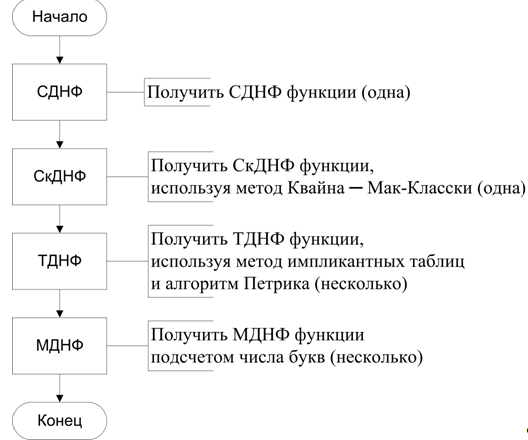 Начало
СДНФ
Получить СДНФ функции (одна)
СкДНФ
Получить СкДНФ функции,
используя метод Квайна – Мак-Класски (одна)
ТДНФ
Получить ТДНФ функции,
используя метод импликантных таблиц
и алгоритм Петрика (несколько)
МДНФ
Получить МДНФ функции
подсчетом числа букв (несколько)
Конец